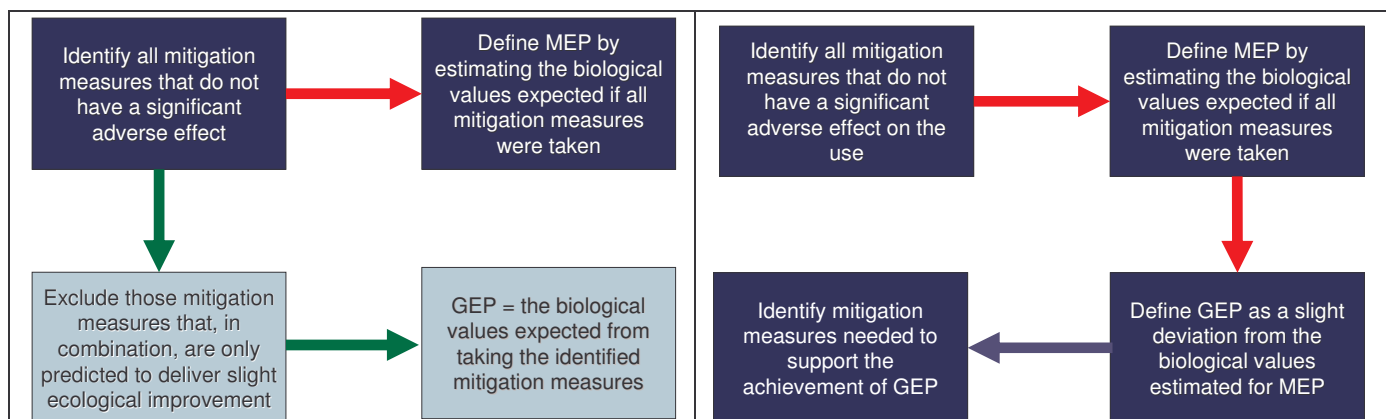 Identify all mitigation
measures that do not
have a significant
adverse effect
Define MEP by
estimating the biological
values expected if all
mitigation measures
were taken
Exclude those mitigation
measures that, in
combination, are only
predicted to deliver slight
ecological improvement
GEP = the biological
values expected from
taking the identified
mitigation measures
Identify all mitigation
measures that do not
have a significant
adverse effect on the
use
Define MEP by
estimating the biological
values expected if all
mitigation measures
were taken
Identify mitigation
measures needed to
support the
achievement of GEP
Define GEP as a slight
deviation from the
biological values
estimated for MEP